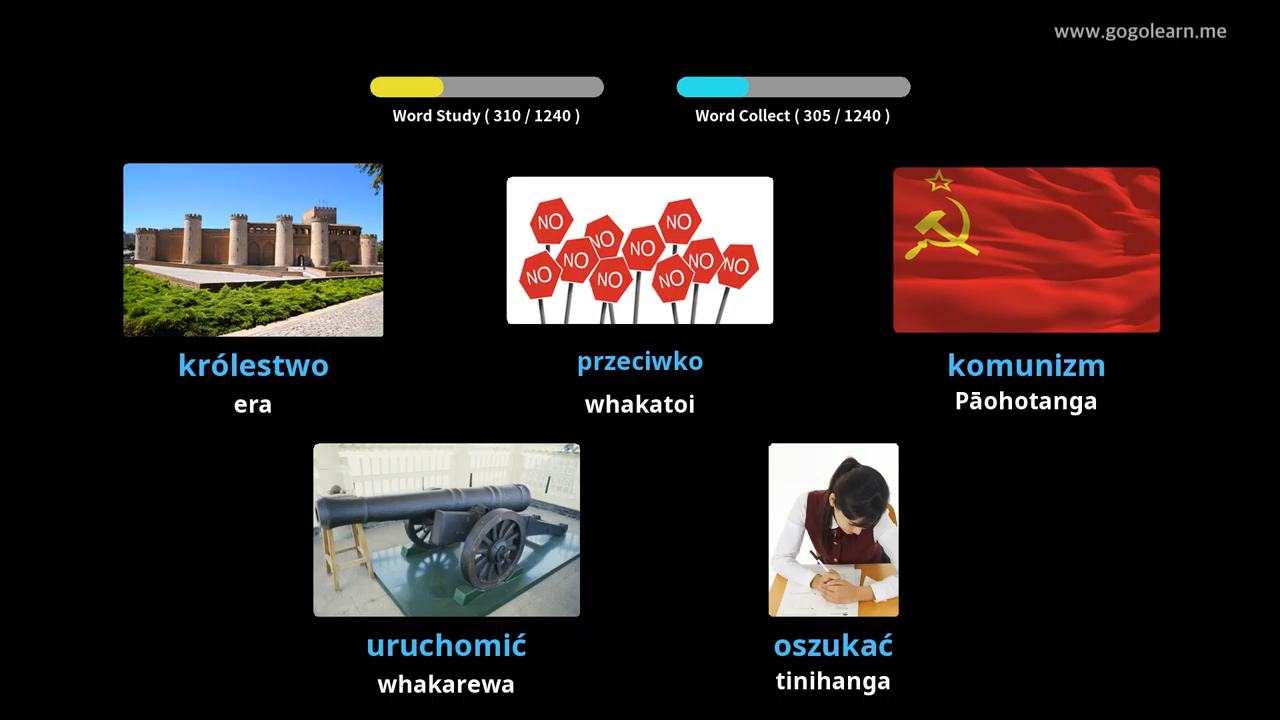 www.gogolearn.me
Word Study ( 310 / 1240 )
Word Collect ( 305 / 1240 )
NO
NO
NO
NO
NO
NO
NO
NO
NO
NO
królestwo
przeciwko
komunizm
era
whakatoi
Pāohotanga
uruchomić
oszukać
whakarewa
tinihanga